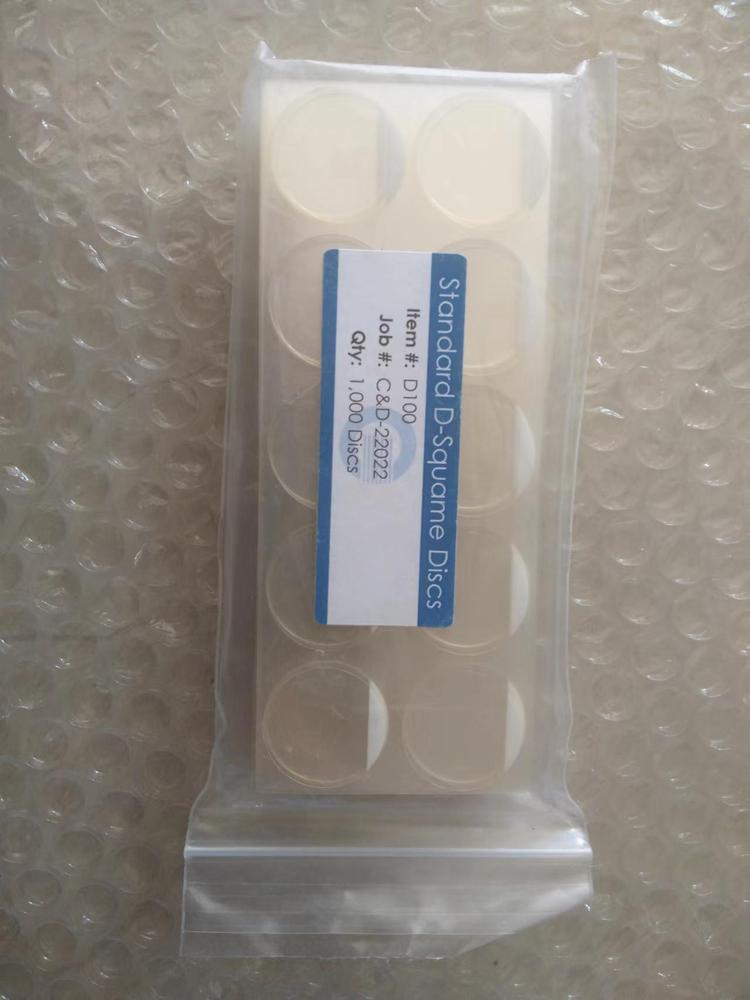 Standard D-Squame Discs
Item #: D100
Job #: C&D-22022
Qty: 1,000 Discs